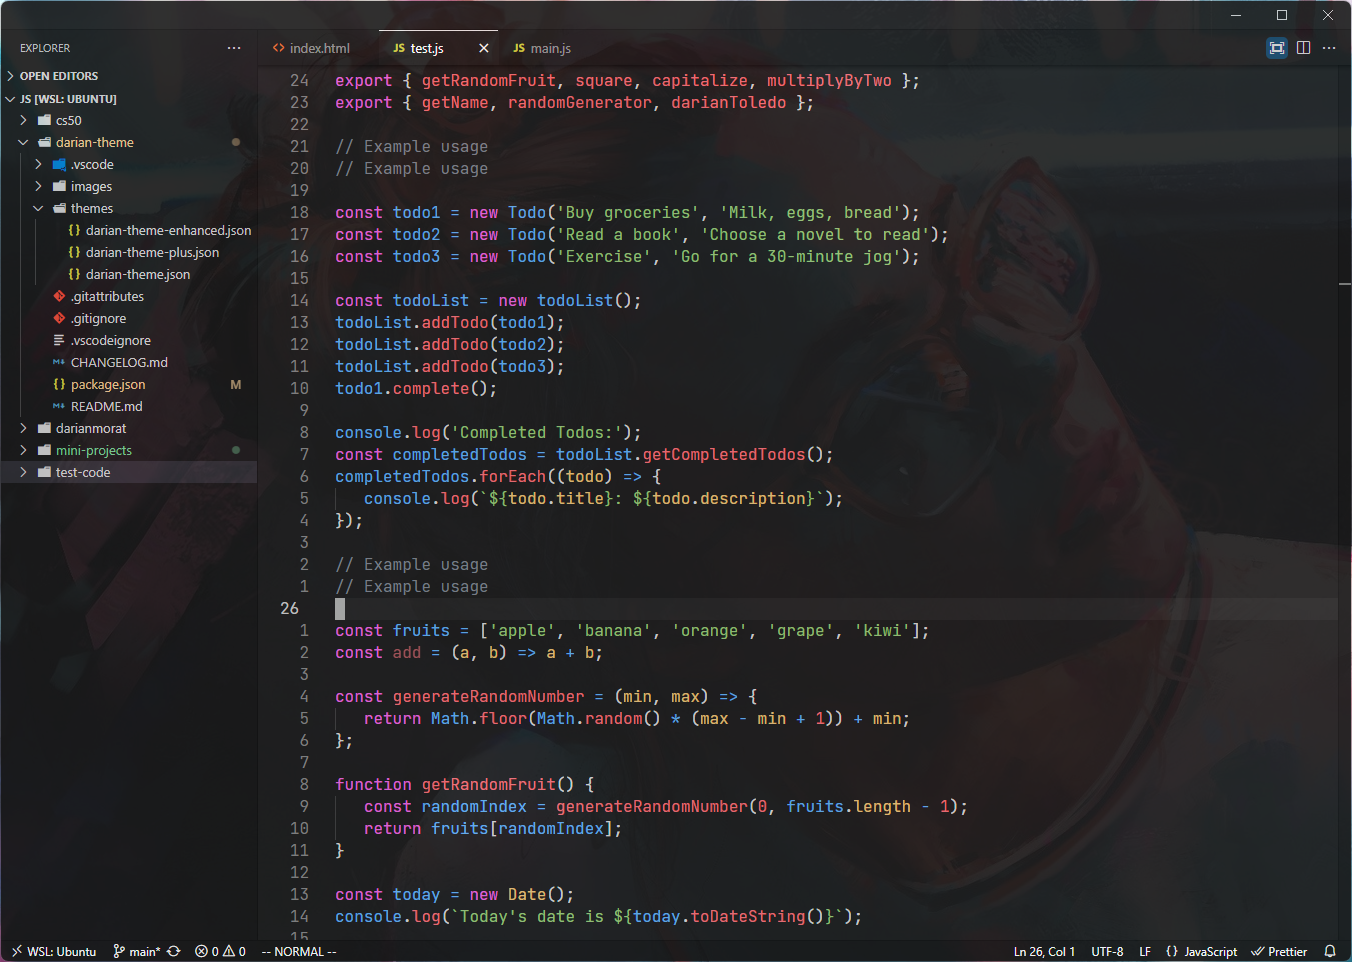 EXPLORER
OPEN EDITORS
JS [WSL: UBUNTU]
cs50
darian-theme
.vscode
images
themes
{} darian-theme-enhanced.json
{} darian-theme-plus.json
{} darian-theme.json
.gitattributes
.gitignore
.vscodeignore
CHANGELOG.md
{} package.json M
README.md
darianmorat
mini-projects
test-code
<> index.html JS test.js JS main.js
24 export { getRandomFruit, square, capitalize, multiplyByTwo };
23 export { getName, randomGenerator, darianToledo };
22
21 // Example usage
20 // Example usage
19
18 const todo1 = new Todo('Buy groceries', 'Milk, eggs, bread');
17 const todo2 = new Todo('Read a book', 'Choose a novel to read');
16 const todo3 = new Todo('Exercise', 'Go for a 30-minute jog');
15
14 const todoList = new todoList();
13 todoList.addTodo(todo1);
12 todoList.addTodo(todo2);
11 todoList.addTodo(todo3);
10 todo1.complete();
9
8 console.log('Completed Todos:');
7 const completedTodos = todoList.getCompletedTodos();
6 completedTodos.forEach((todo) => {
5 console.log(`${todo.title}: ${todo.description}`);
4 });
3
2 // Example usage
1 // Example usage
26
1 const fruits = ['apple', 'banana', 'orange', 'grape', 'kiwi'];
2 const add = (a, b) => a + b;
3
4 const generateRandomNumber = (min, max) => {
5 return Math.floor(Math.random() * (max - min + 1)) + min;
6 };
7
8 function getRandomFruit() {
9 const randomIndex = generateRandomNumber(0, fruits.length - 1);
10 return fruits[randomIndex];
11 }
12
13 const today = new Date();
14 console.log(`Today's date is ${today.toDateString()}`);
15
WSL: Ubuntu main* 0 0 -- NORMAL -- Ln 26, Col 1 UTF-8 LF {} JavaScript Prettier